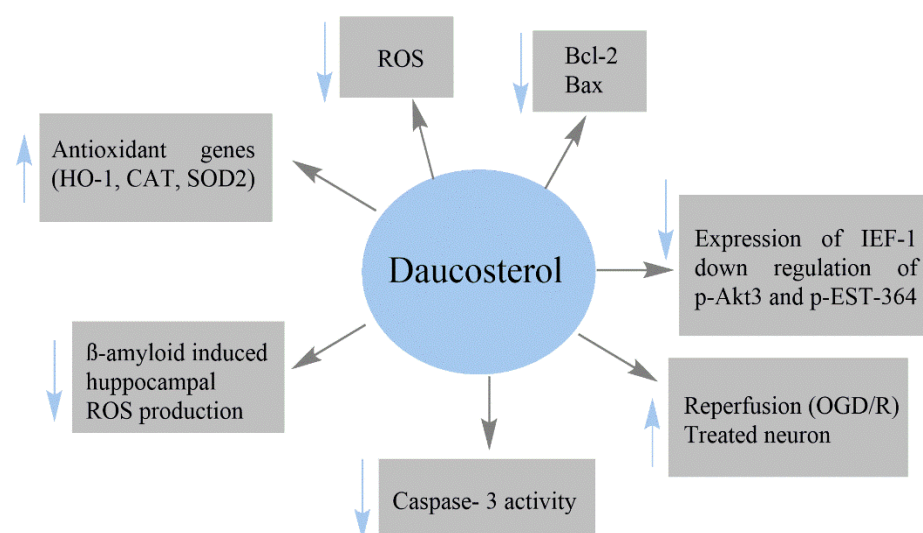 ROS
Bcl-2
Bax
Antioxidant genes
(HO-1, CAT, SOD2)
Daucosterol
Expression of IEF-1
down regulation of
p-Akt3 and p-EST-364
ß-amyloid induced
huppocampal
ROS production
Reperfusion (OGD/R)
Treated neuron
Caspase- 3 activity